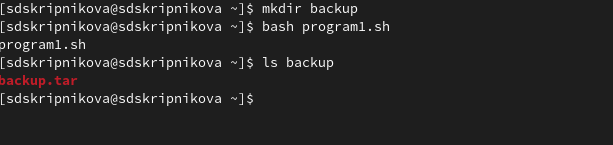 [sdskripnikova@sdskripnikova ~]$ mkdir backup
[sdskripnikova@sdskripnikova ~]$ bash program1.sh
program1.sh
[sdskripnikova@sdskripnikova ~]$ ls backup
backup.tar
[sdskripnikova@sdskripnikova ~]$